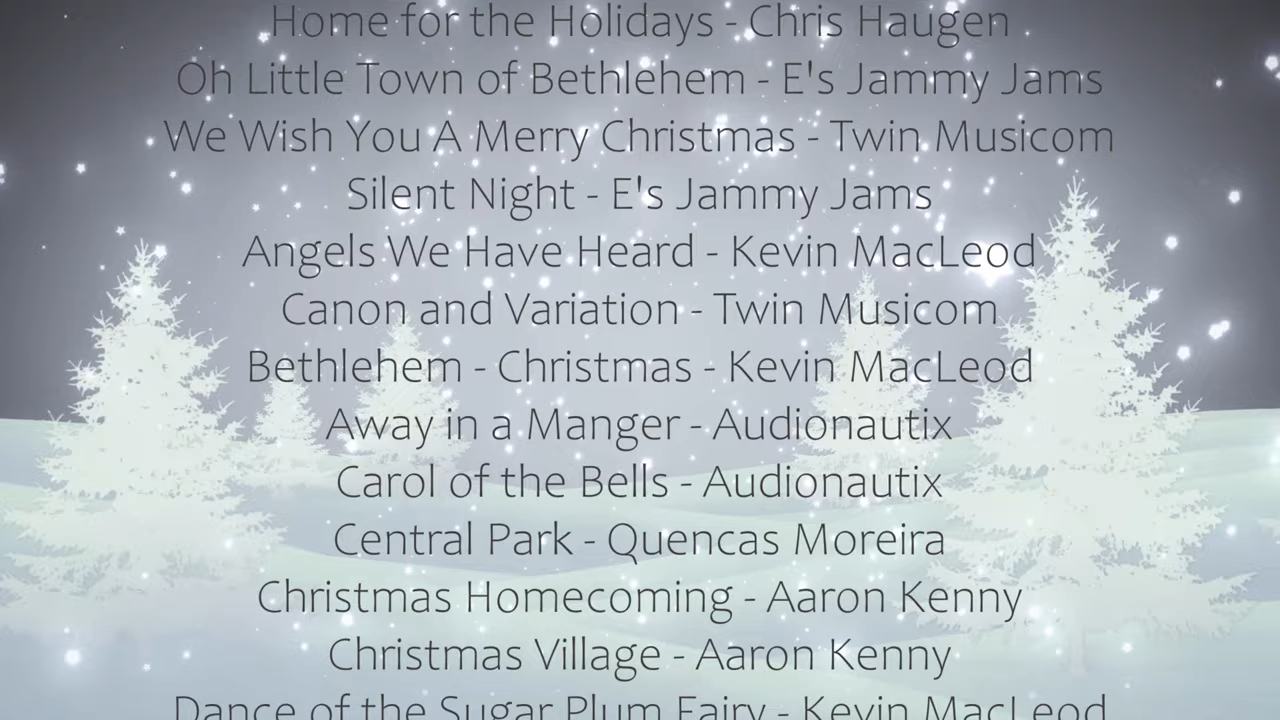 Home for the Holidays - Chris Haugen
Oh Little Town of Bethlehem - E's Jammy Jams
We Wish You A Merry Christmas - Twin Musicom
Silent Night - E's Jammy Jams
Angels We Have Heard - Kevin MacLeod
Canon and Variation - Twin Musicom
Bethlehem - Christmas - Kevin MacLeod
Away in a Manger - Audionautix
Carol of the Bells - Audionautix
Central Park - Quencas Moreira
Christmas Homecoming - Aaron Kenny
Christmas Village - Aaron Kenny
Dance of the Sugar Plum Fairy - Kevin MacLeod